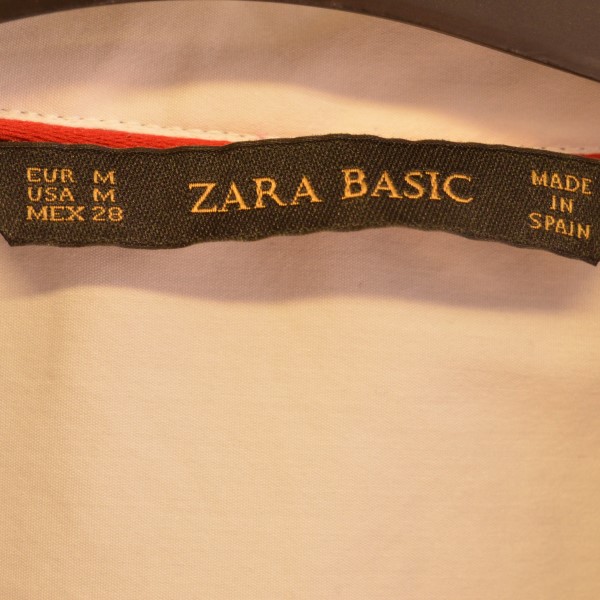 EUR M
USA M
MEX 28
ZARA BASIC
MADE
IN
SPAIN